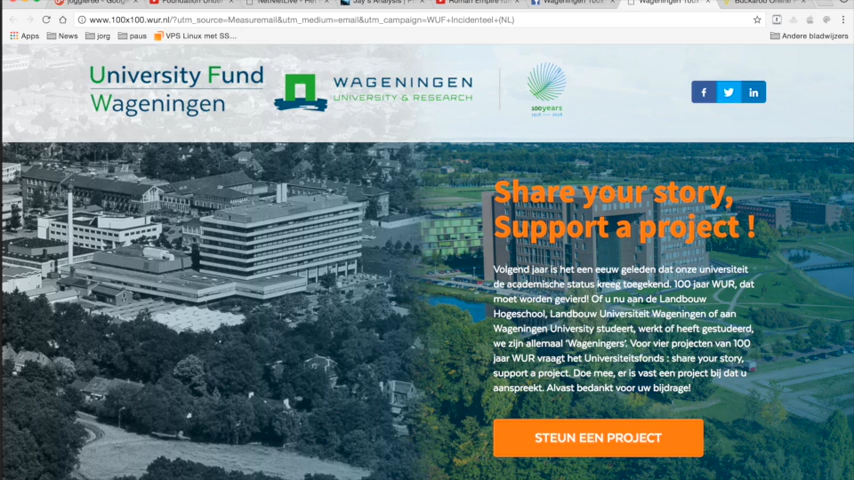 www.100x100.wur.nl/?utm_source=Measuremail&utm_medium=email&utm_campaign=WUF+Incidenteel+(NL)
Apps News jorg paus VPS Linux met SS... Andere bladwijzers
University Fund
Wageningen
WAGENINGEN
UNIVERSITY & RESEARCH
100years
1918 — 2018
Share your story,
Support a project !
Volgend jaar is het een eeuw geleden dat onze universiteit
de academische status kreeg toegekend. 100 jaar WUR, dat
moet worden gevierd! Of u nu aan de Landbouw
Hogeschool, Landbouw Universiteit Wageningen of aan
Wageningen University studeert, werkt of heeft gestudeerd,
we zijn allemaal 'Wageningers'. Voor vier projecten van 100
jaar WUR vraagt het Universiteitsfonds : share your story,
support a project. Doe mee, er is vast een project bij dat u
aanspreekt. Alvast bedankt voor uw bijdrage!
STEUN EEN PROJECT